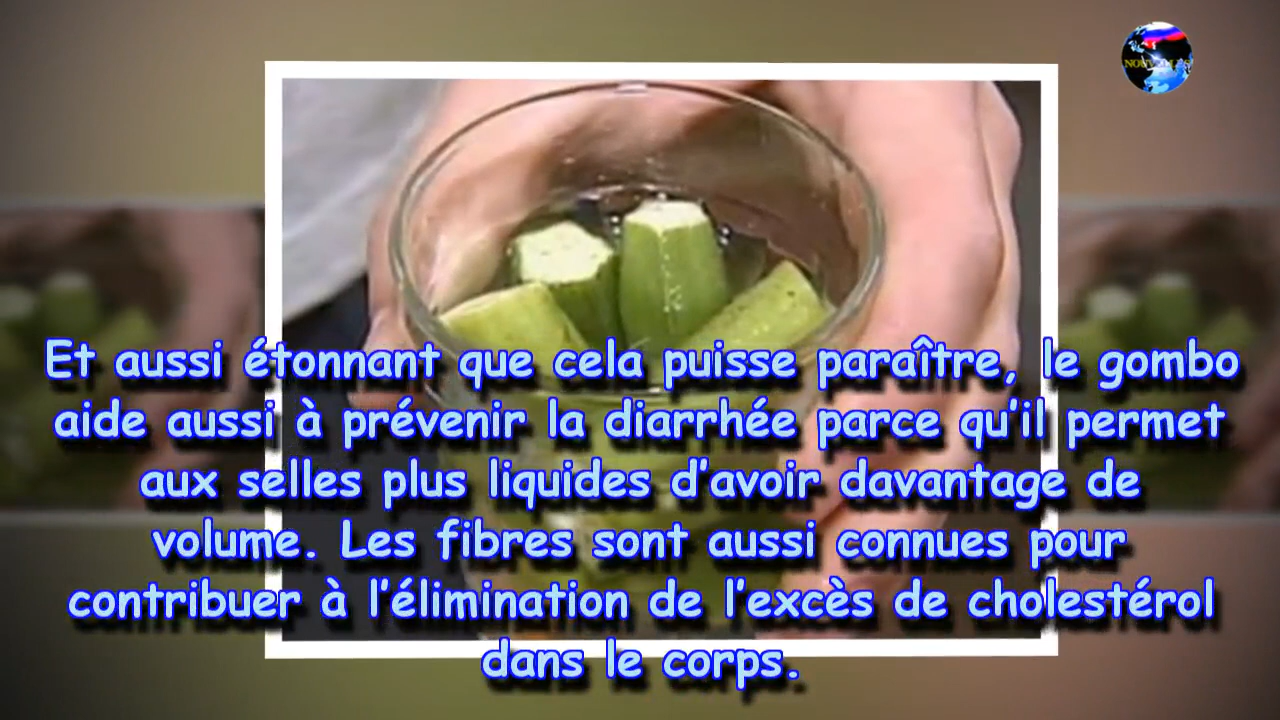 NOUVELLES
Et aussi étonnant que cela puisse paraître, le gombo
aide aussi à prévenir la diarrhée parce qu'il permet
aux selles plus liquides d'avoir davantage de
volume. Les fibres sont aussi connues pour
contribuer à l'élimination de l'excès de cholestérol
dans le corps.